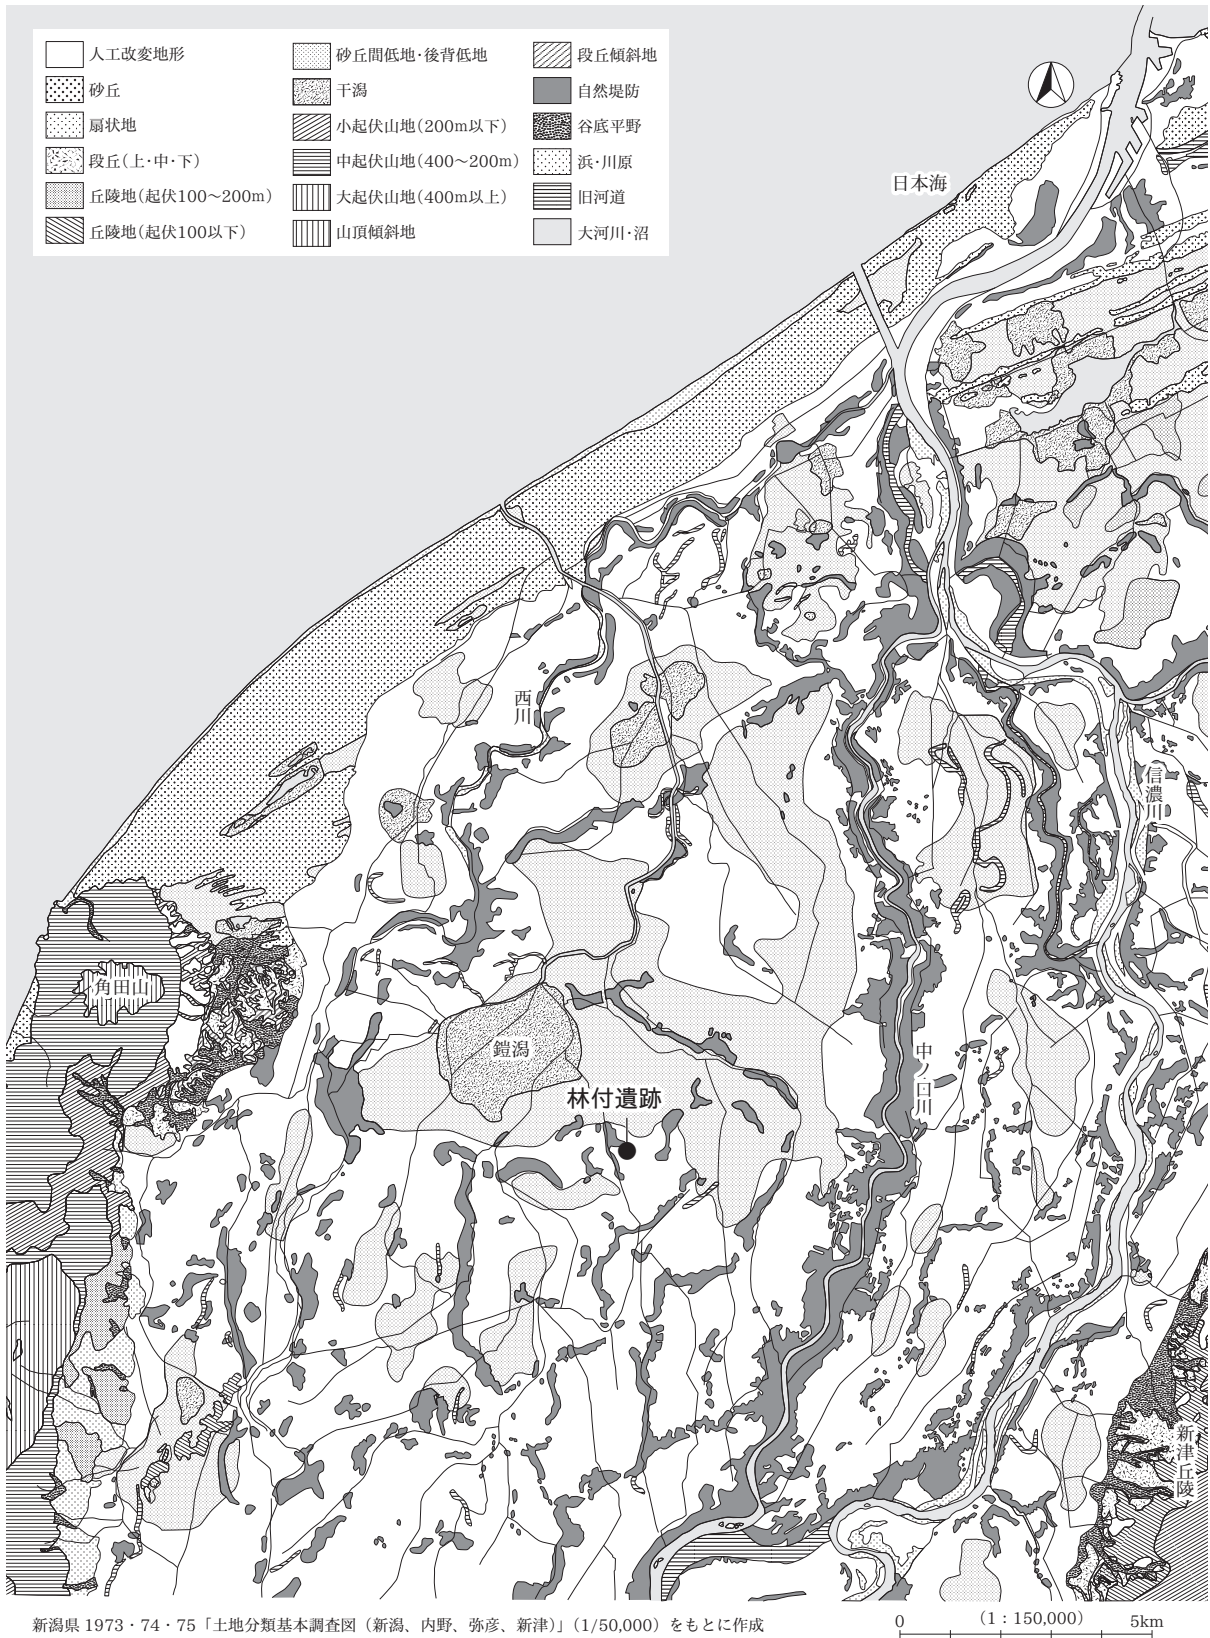 人工改変地形
砂丘
扇状地
段丘(上・中・下)
丘陵地(起伏100〜200m)
丘陵地(起伏100以下)
砂丘間低地・後背低地
干潟
小起伏山地(200m以下)
中起伏山地(400〜200m)
大起伏山地(400m以上)
山頂傾斜地
段丘傾斜地
自然堤防
谷底平野
浜・川原
旧河道
大河川・沼
日本海
西川
信濃川
角田山
鎧潟
中ノ口川
林付遺跡
新津丘陵
新潟県 1973・74・75「土地分類基本調査図（新潟、内野、弥彦、新津）」（1/50,000）をもとに作成
0 （1：150,000） 5km